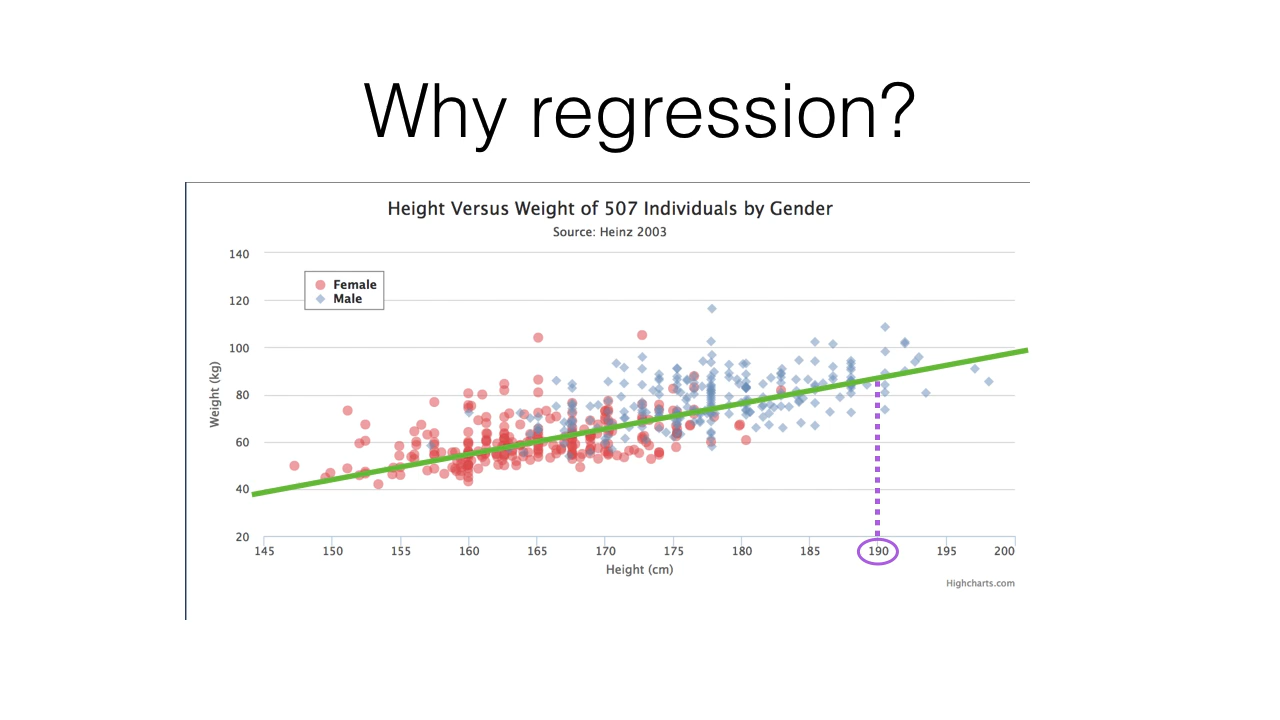 Why regression?
Height Versus Weight of 507 Individuals by Gender
Source: Heinz 2003
Female
Male
Weight (kg)
140
120
100
80
60
40
20
145 150 155 160 165 170 175 180 185 190 195 200
Height (cm)
Highcharts.com